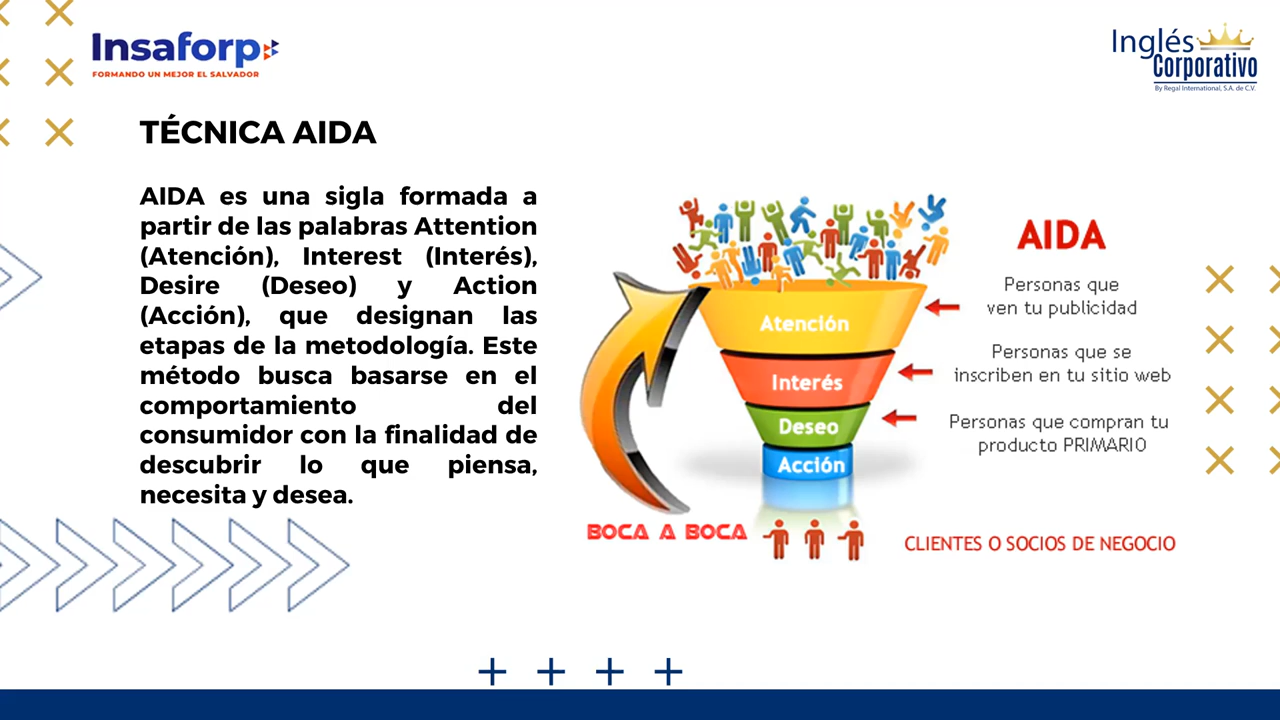 Insaforp
FORMANDO UN MEJOR EL SALVADOR
Inglés
Corporativo
By Regal International, S.A. de C.V.
TÉCNICA AIDA
AIDA es una sigla formada a
partir de las palabras Attention
(Atención), Interest (Interés),
Desire (Deseo) y Action
(Acción), que designan las
etapas de la metodología. Este
método busca basarse en el
comportamiento del
consumidor con la finalidad de
descubrir lo que piensa,
necesita y desea.
AIDA
Personas que
ven tu publicidad
Atención
Personas que se
inscriben en tu sitio web
Interés
Personas que compran tu
producto PRIMARIO
Deseo
Acción
BOCA A BOCA
CLIENTES O SOCIOS DE NEGOCIO